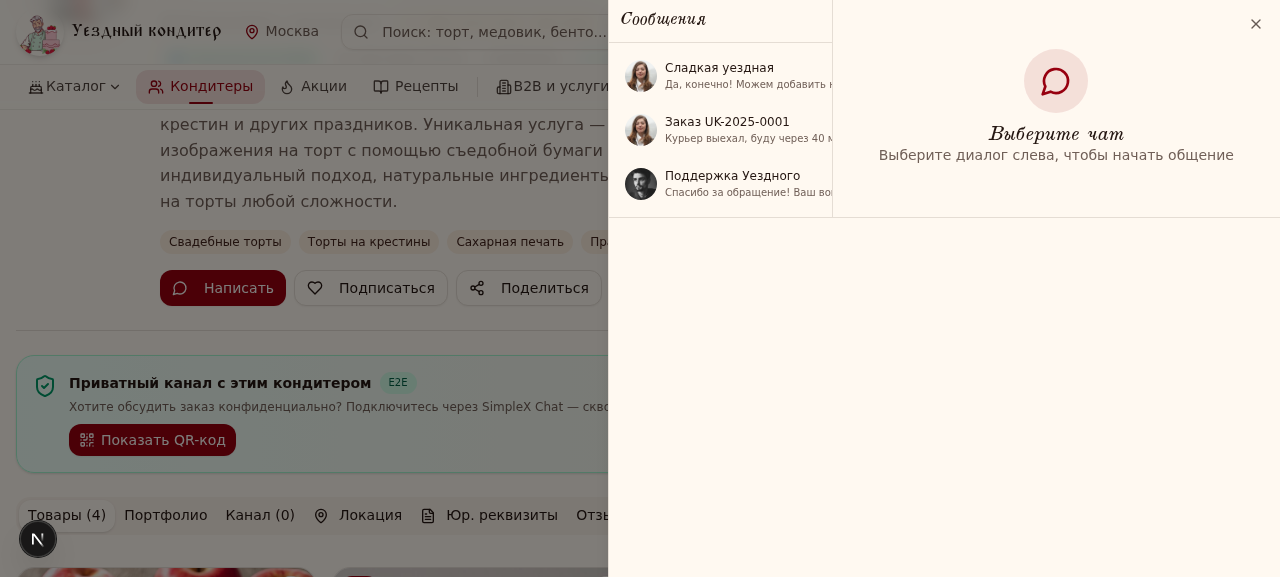 Уездный кондитер
Москва
Поиск: торт, медовик, бенто...
Каталог
Кондитеры
Акции
Рецепты
B2B и услуги
крестин и других праздников. Уникальная услуга —
изображения на торт с помощью съедобной бумаги
индивидуальный подход, натуральные ингредиенты
на торты любой сложности.
Свадебные торты
Торты на крестины
Сахарная печать
Написать
Подписаться
Поделиться
Приватный канал с этим кондитером
E2E
Хотите обсудить заказ конфиденциально? Подключитесь через SimpleX Chat —
Показать QR-код
Товары (4)
Портфолио
Канал (0)
Локация
Юр. реквизиты
N
Сообщения
Сладкая уездная
Да, конечно! Можем добавить
Заказ UK-2025-0001
Курьер выехал, буду через 40
Поддержка Уездного
Спасибо за обращение! Ваш
Выберите чат
Выберите диалог слева, чтобы начать общение